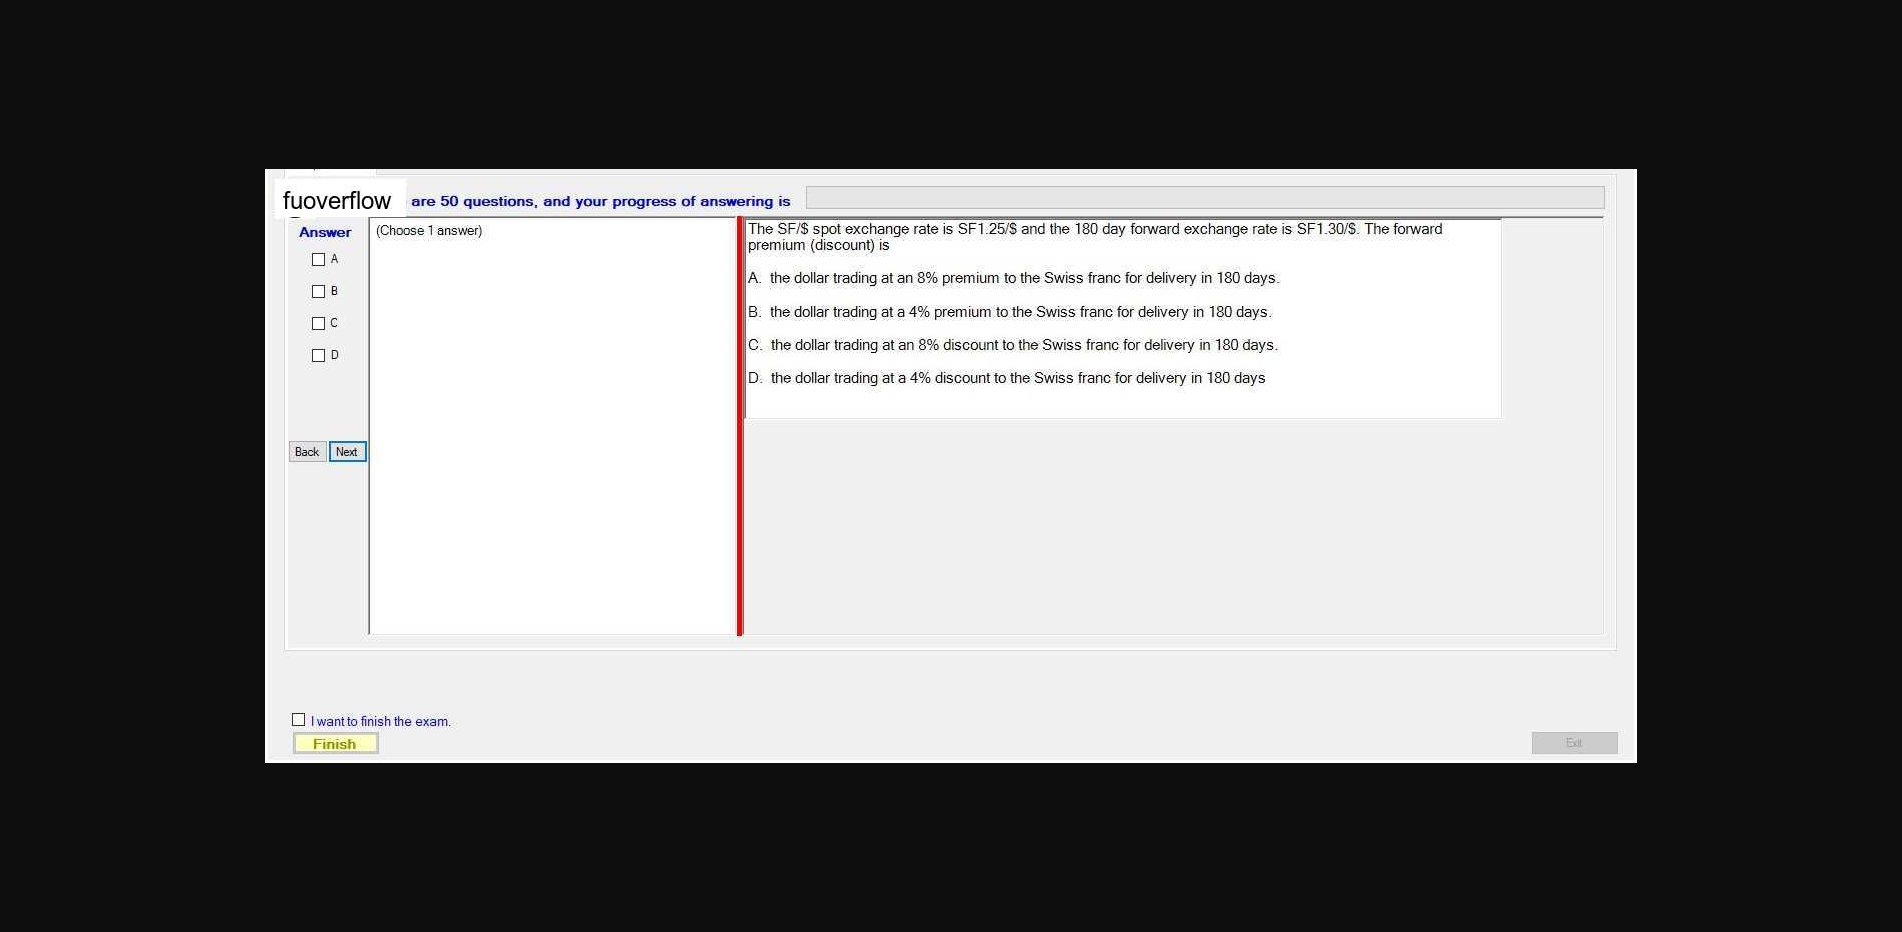 fuoverflow are 50 questions, and your progress of answering is
Answer
A
B
C
D
Back Next
(Choose 1 answer)
The SF/$ spot exchange rate is SF1.25/$ and the 180 day forward exchange rate is SF1.30/$. The forward
premium (discount) is
A. the dollar trading at an 8% premium to the Swiss franc for delivery in 180 days.
B. the dollar trading at a 4% premium to the Swiss franc for delivery in 180 days.
C. the dollar trading at an 8% discount to the Swiss franc for delivery in 180 days.
D. the dollar trading at a 4% discount to the Swiss franc for delivery in 180 days
I want to finish the exam.
Finish
Exit